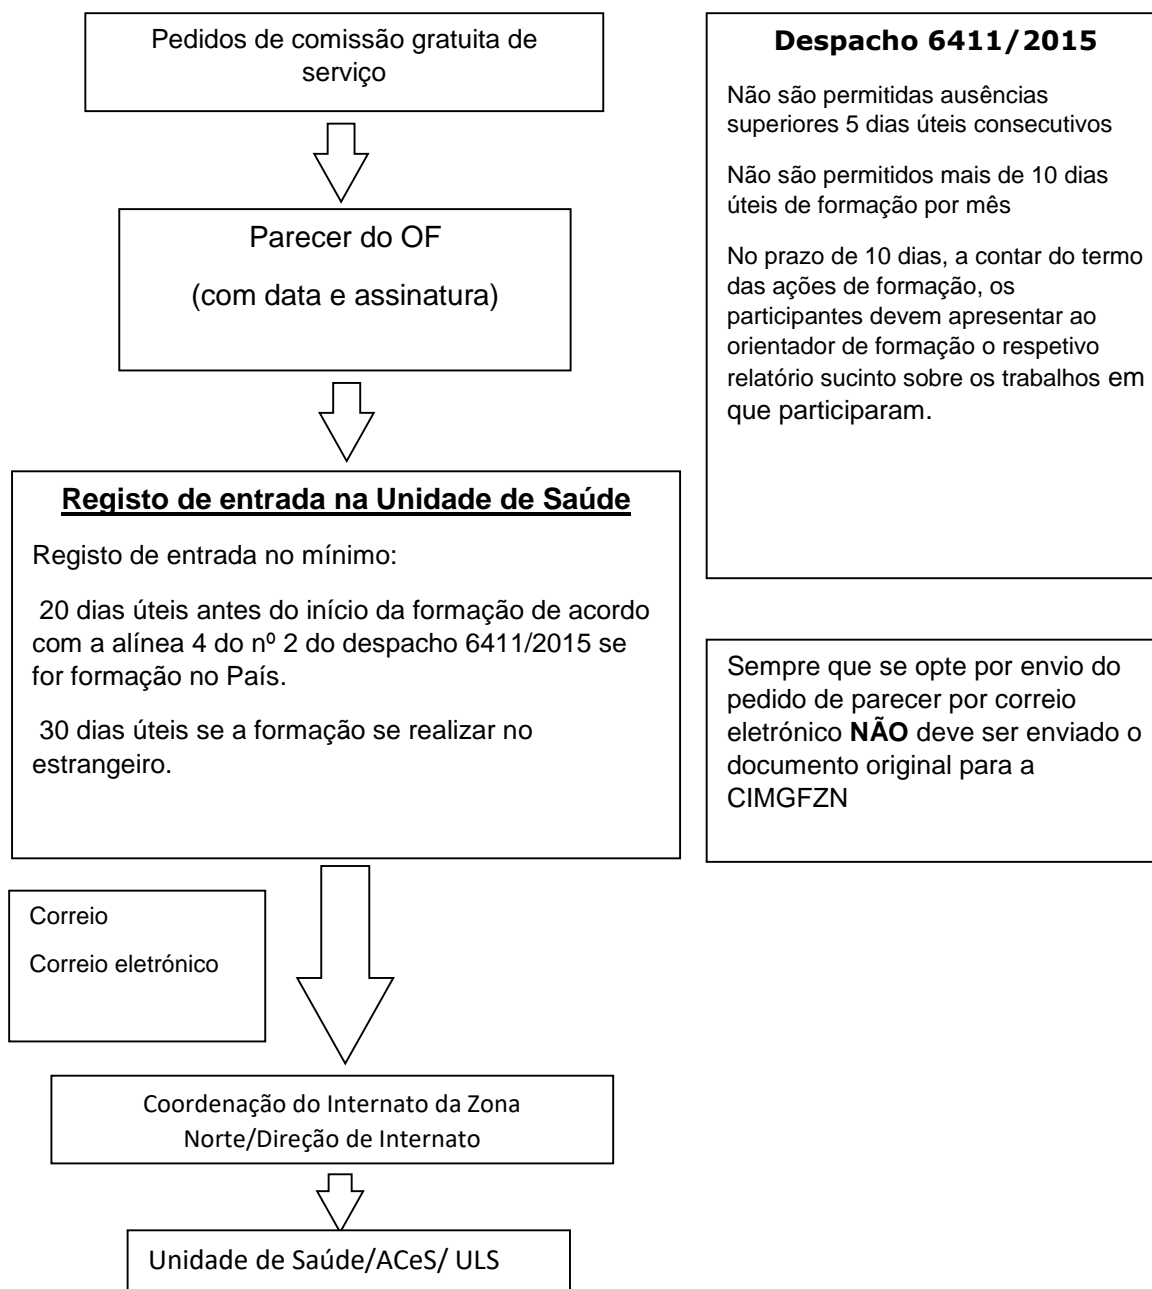 Pedidos de comissão gratuita de
serviço
Parecer do OF
(com data e assinatura)
Registo de entrada na Unidade de Saúde
Registo de entrada no mínimo:
20 dias úteis antes do início da formação de acordo
com a alínea 4 do nº 2 do despacho 6411/2015 se
for formação no País.
30 dias úteis se a formação se realizar no
estrangeiro.
Correio
Correio eletrónico
Coordenação do Internato da Zona
Norte/Direção de Internato
Unidade de Saúde/ACeS/ ULS
Despacho 6411/2015
Não são permitidas ausências
superiores 5 dias úteis consecutivos
Não são permitidos mais de 10 dias
úteis de formação por mês
No prazo de 10 dias, a contar do termo
das ações de formação, os
participantes devem apresentar ao
orientador de formação o respetivo
relatório sucinto sobre os trabalhos em
que participaram.
Sempre que se opte por envio do
pedido de parecer por correio
eletrónico NÃO deve ser enviado o
documento original para a
CIMGFZN